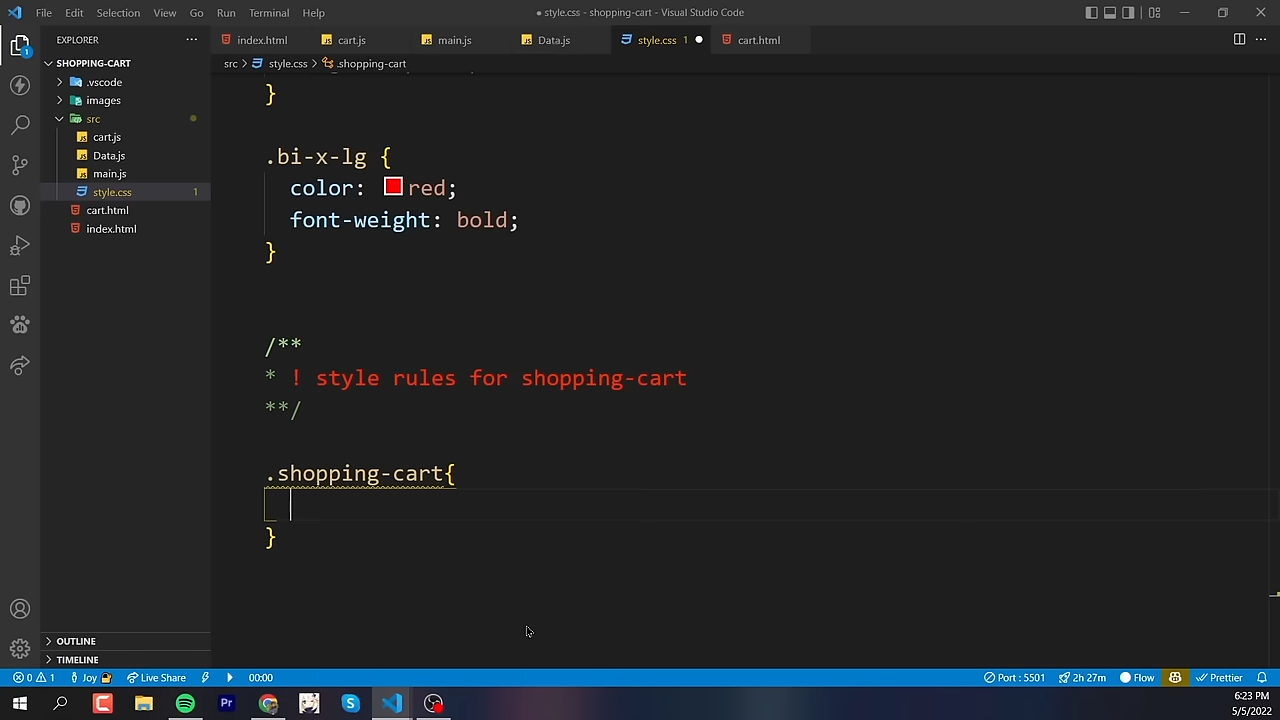 File Edit Selection View Go Run Terminal Help
● style.css - shopping-cart - Visual Studio Code
EXPLORER
index.html
cart.js
main.js
Data.js
style.css 1
cart.html
SHOPPING-CART
src > style.css > .shopping-cart
.vscode
images
src
cart.js
Data.js
main.js
style.css 1
cart.html
index.html
}
.bi-x-lg {
color: red;
font-weight: bold;
}
/**
* ! style rules for shopping-cart
**/
.shopping-cart{
}
OUTLINE
TIMELINE
1
0 1 Joy Live Share 00:00
Port : 5501 2h 27m Flow Prettier
6:23 PM
5/5/2022